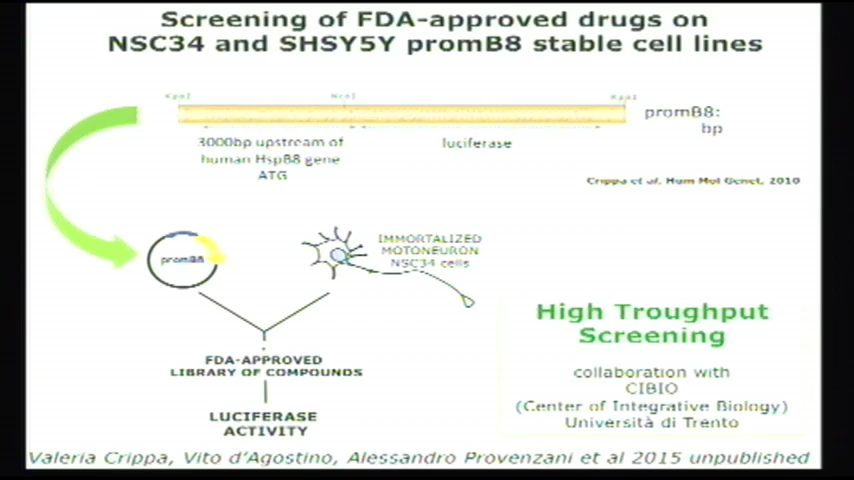 Screening of FDA-approved drugs on
NSC34 and SHSY5Y promB8 stable cell lines
KpnI NcoI KpnI
promB8:
bp
3000bp upstream of
human HspB8 gene
ATG
luciferase
Crippa et al, Hum Mol Genet, 2010
promB8
IMMORTALIZED
MOTONEURON
NSC34 cells
High Troughput
Screening
FDA-APPROVED
LIBRARY OF COMPOUNDS
collaboration with
CIBIO
(Center of Integrative Biology)
Università di Trento
LUCIFERASE
ACTIVITY
Valeria Crippa, Vito d'Agostino, Alessandro Provenzani et al 2015 unpublished